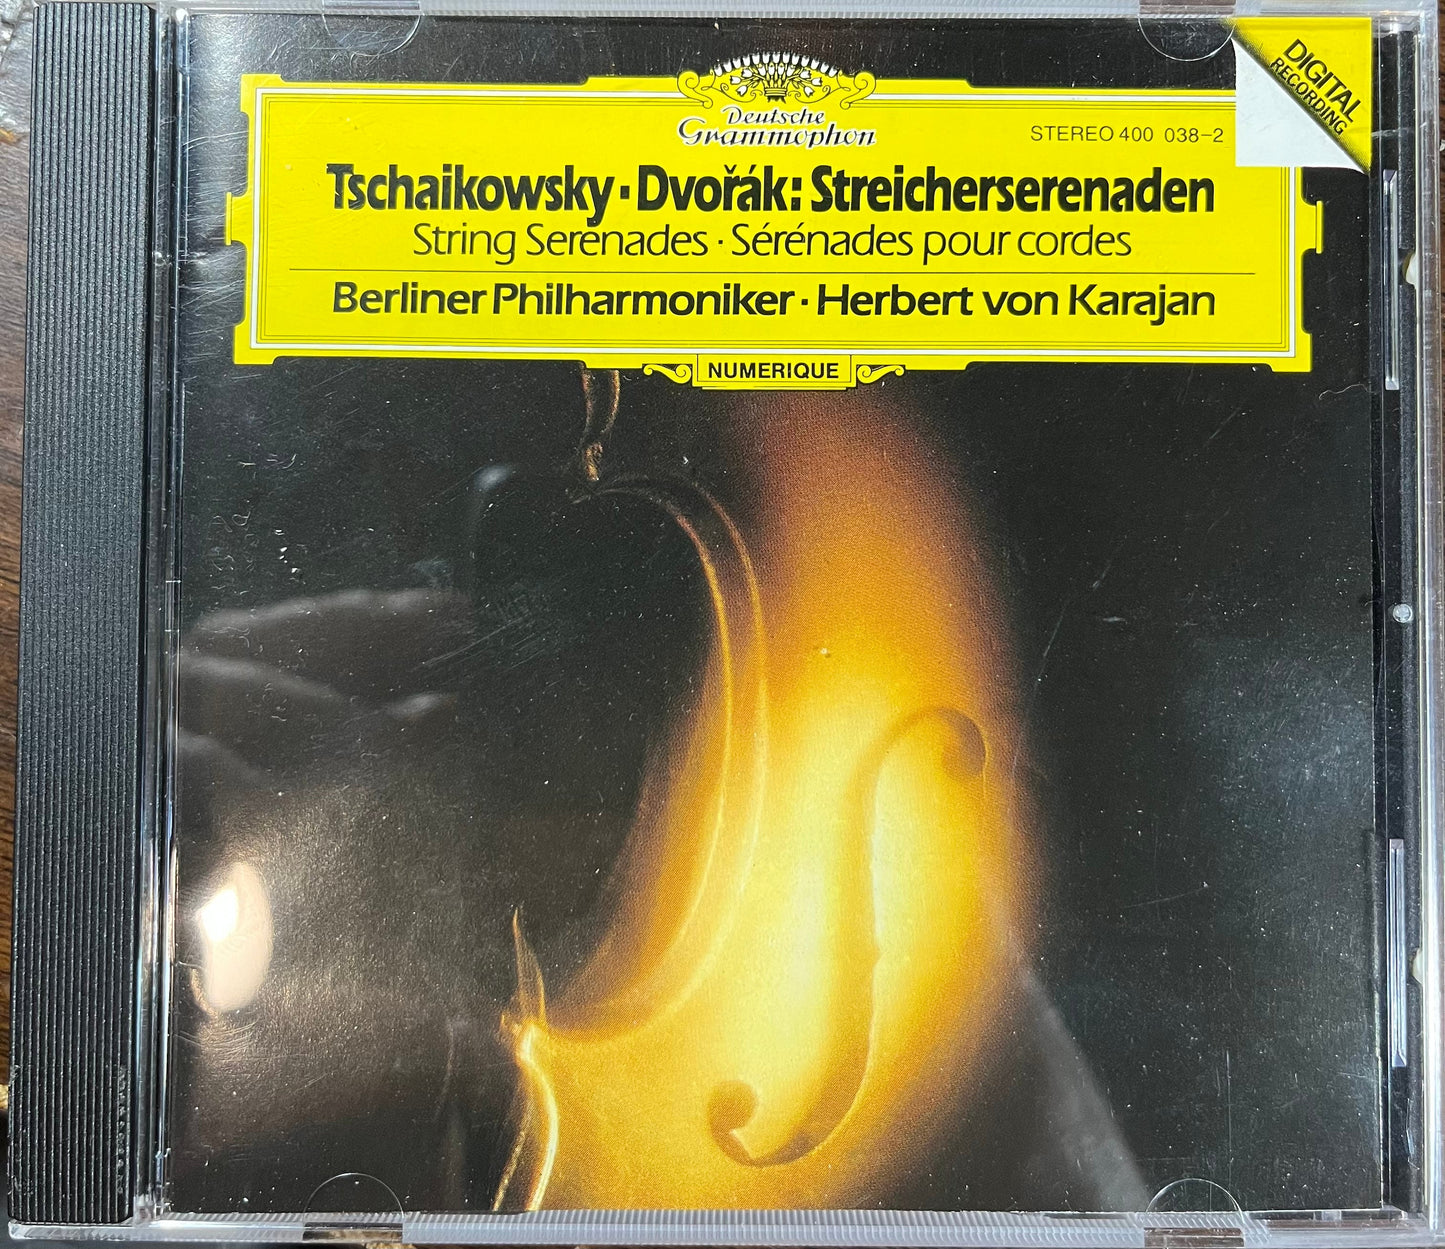 Deutsche
Grammophon
STEREO 400 038-2
DIGITAL
RECORDING
Tschaikowsky · Dvořák: Streicherserenaden
String Serenades · Sérénades pour cordes
Berliner Philharmoniker · Herbert von Karajan
NUMERIQUE